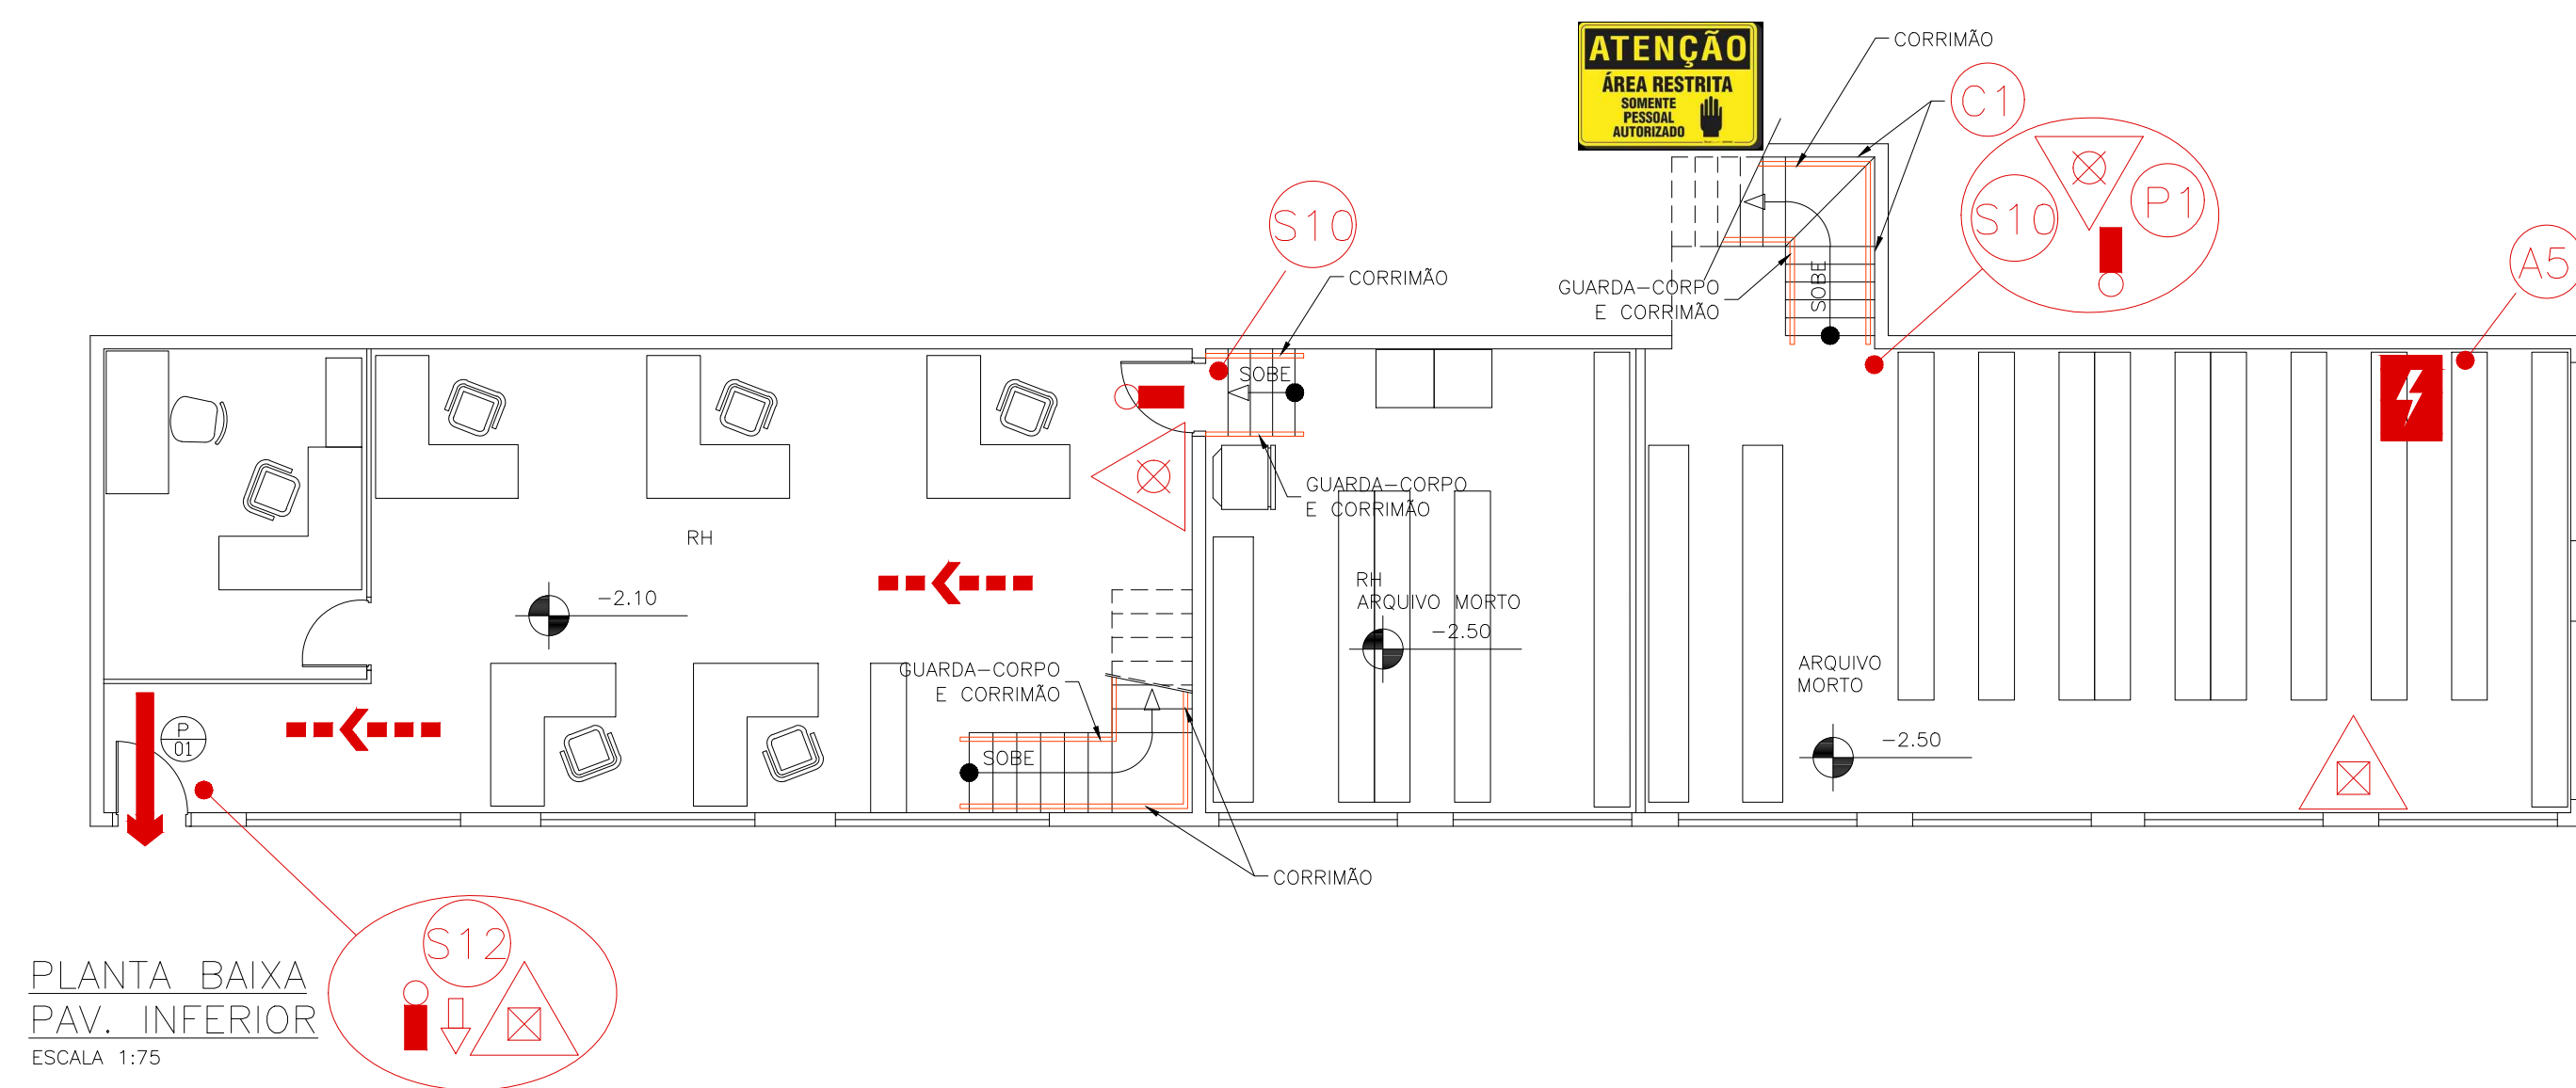 ATENÇÃO
ÁREA RESTRITA
SOMENTE
PESSOAL
AUTORIZADO
CORRIMÃO
C1
S10
P1
S10
CORRIMÃO
GUARDA-CORPO
E CORRIMÃO
SOBE
A5
SOBE
GUARDA-CORPO
E CORRIMÃO
RH
-2.10
RH
ARQUIVO MORTO
-2.50
GUARDA-CORPO
E CORRIMÃO
ARQUIVO
MORTO
-2.50
P
01
SOBE
CORRIMÃO
S12
PLANTA BAIXA
PAV. INFERIOR
ESCALA 1:75